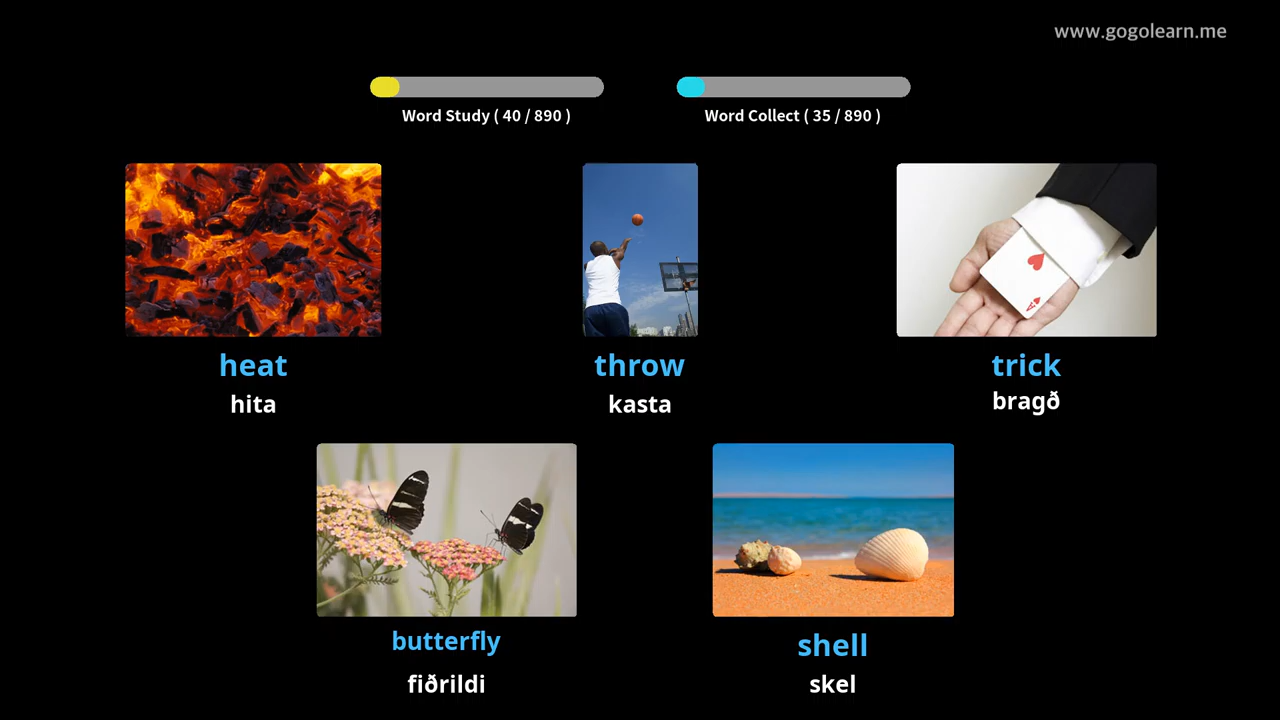 www.gogolearn.me
Word Study ( 40 / 890 )
Word Collect ( 35 / 890 )
heat
hita
throw
kasta
trick
bragð
butterfly
fiðrildi
shell
skel